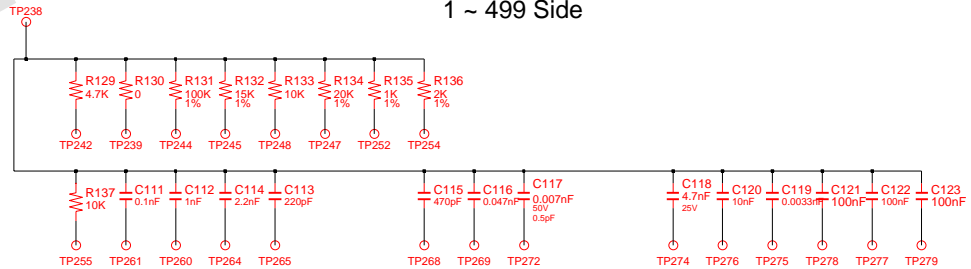 1 ~ 499 Side
TP238
R129 R130 R131 R132 R133 R134 R135 R136
4.7K 0 100K 15K 10K 20K 1K 2K
1% 1% 1% 1% 1%
TP242 TP239 TP244 TP245 TP248 TP247 TP252 TP254
R137 C111 C112 C114 C113 C115 C116 C117 C118 C120 C119 C121 C122 C123
10K 0.1nF 1nF 2.2nF 220pF 470pF 0.047nF 0.007nF 4.7nF 10nF 0.0033nF 100nF 100nF 100nF
50V 25V
0.5pF
TP255 TP261 TP260 TP264 TP265 TP268 TP269 TP272 TP274 TP276 TP275 TP278 TP277 TP279